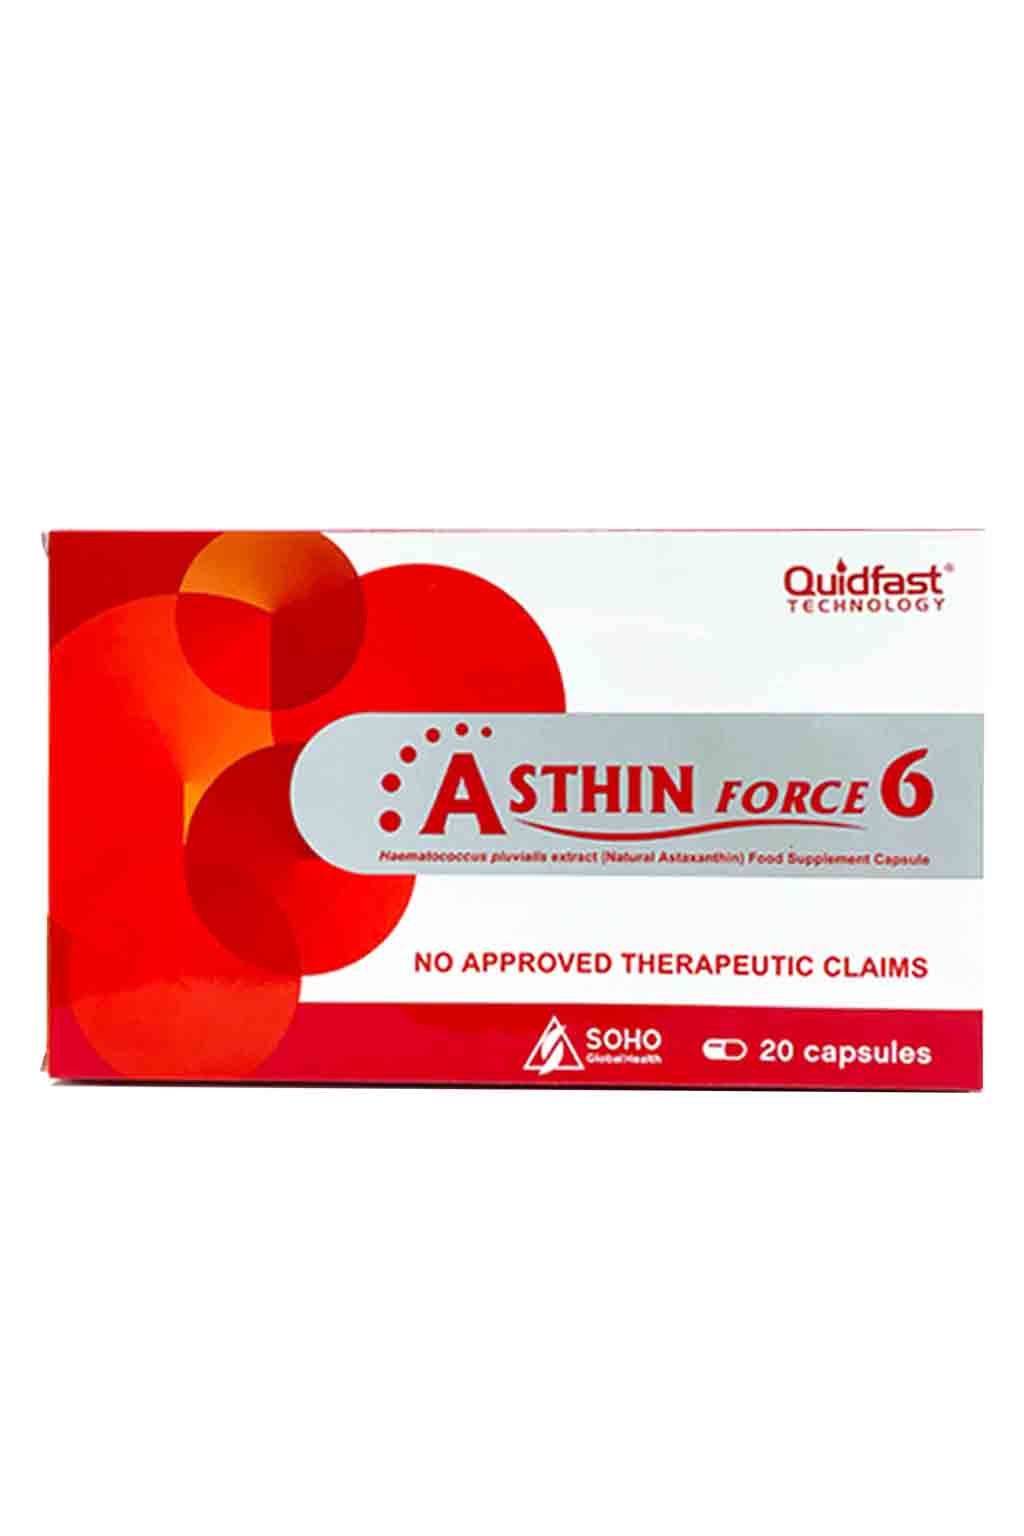 Quidfast®
TECHNOLOGY
ASTHIN FORCE 6
Haematococcus pluvialis extract (Natural Astaxanthin) Food Supplement Capsule
NO APPROVED THERAPEUTIC CLAIMS
SOHO
Global Health
20 capsules